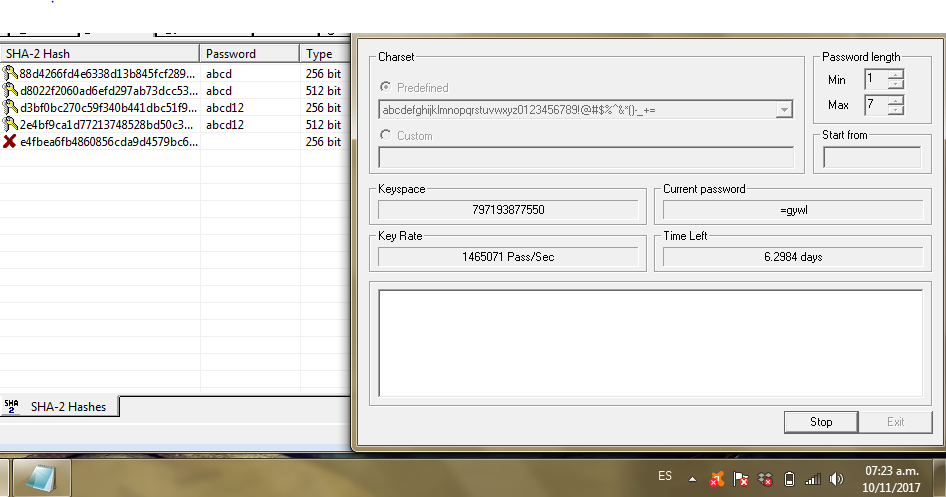 SHA-2 Hash Password Type
88d4266fd4e6338d13b845fcf289... abcd 256 bit
d8022f2060ad6efd297ab73dcc53... abcd 512 bit
d3bf0bc270c59f340b441dbc51f9... abcd12 256 bit
2e4bf9ca1d77213748528bd50c3... abcd12 512 bit
e4fbea6fb4860856cda9d4579bc6... 256 bit
SHA 2 SHA-2 Hashes
Charset
Predefined
abcdefghijklmnopqrstuvwxyz0123456789!@#$%^&*()-_+=
Custom
Password length
Min 1
Max 7
Start from
Keyspace
797193877550
Current password
=gywl
Key Rate
1465071 Pass/Sec
Time Left
6.2984 days
Stop Exit
ES
07:23 a.m.
10/11/2017